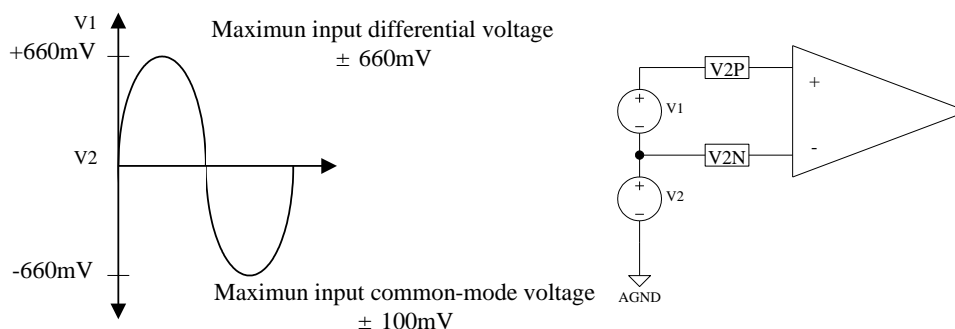 V1
Maximun input differential voltage
+660mV
± 660mV
V2P
+
+
V1
−
V2
V2N
-
+
V2
−
-660mV
Maximun input common-mode voltage
AGND
± 100mV